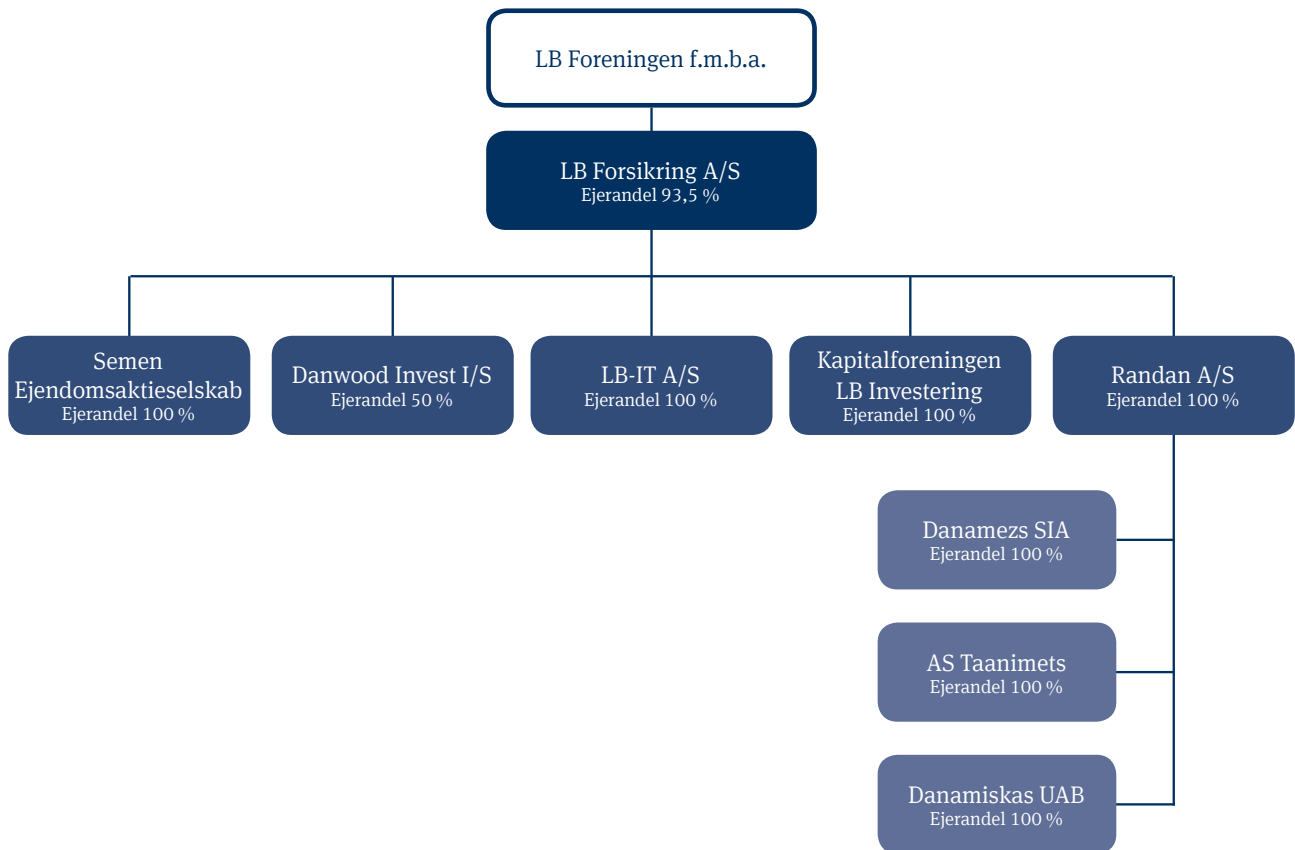 LB Foreningen f.m.b.a.
LB Forsikring A/S
Ejerandel 93,5 %
Semen
Ejendomsaktieselskab
Ejerandel 100 %
Danwood Invest I/S
Ejerandel 50 %
LB-IT A/S
Ejerandel 100 %
Kapitalforeningen
LB Investering
Ejerandel 100 %
Randan A/S
Ejerandel 100 %
Danamezs SIA
Ejerandel 100 %
AS Taanimets
Ejerandel 100 %
Danamiskas UAB
Ejerandel 100 %